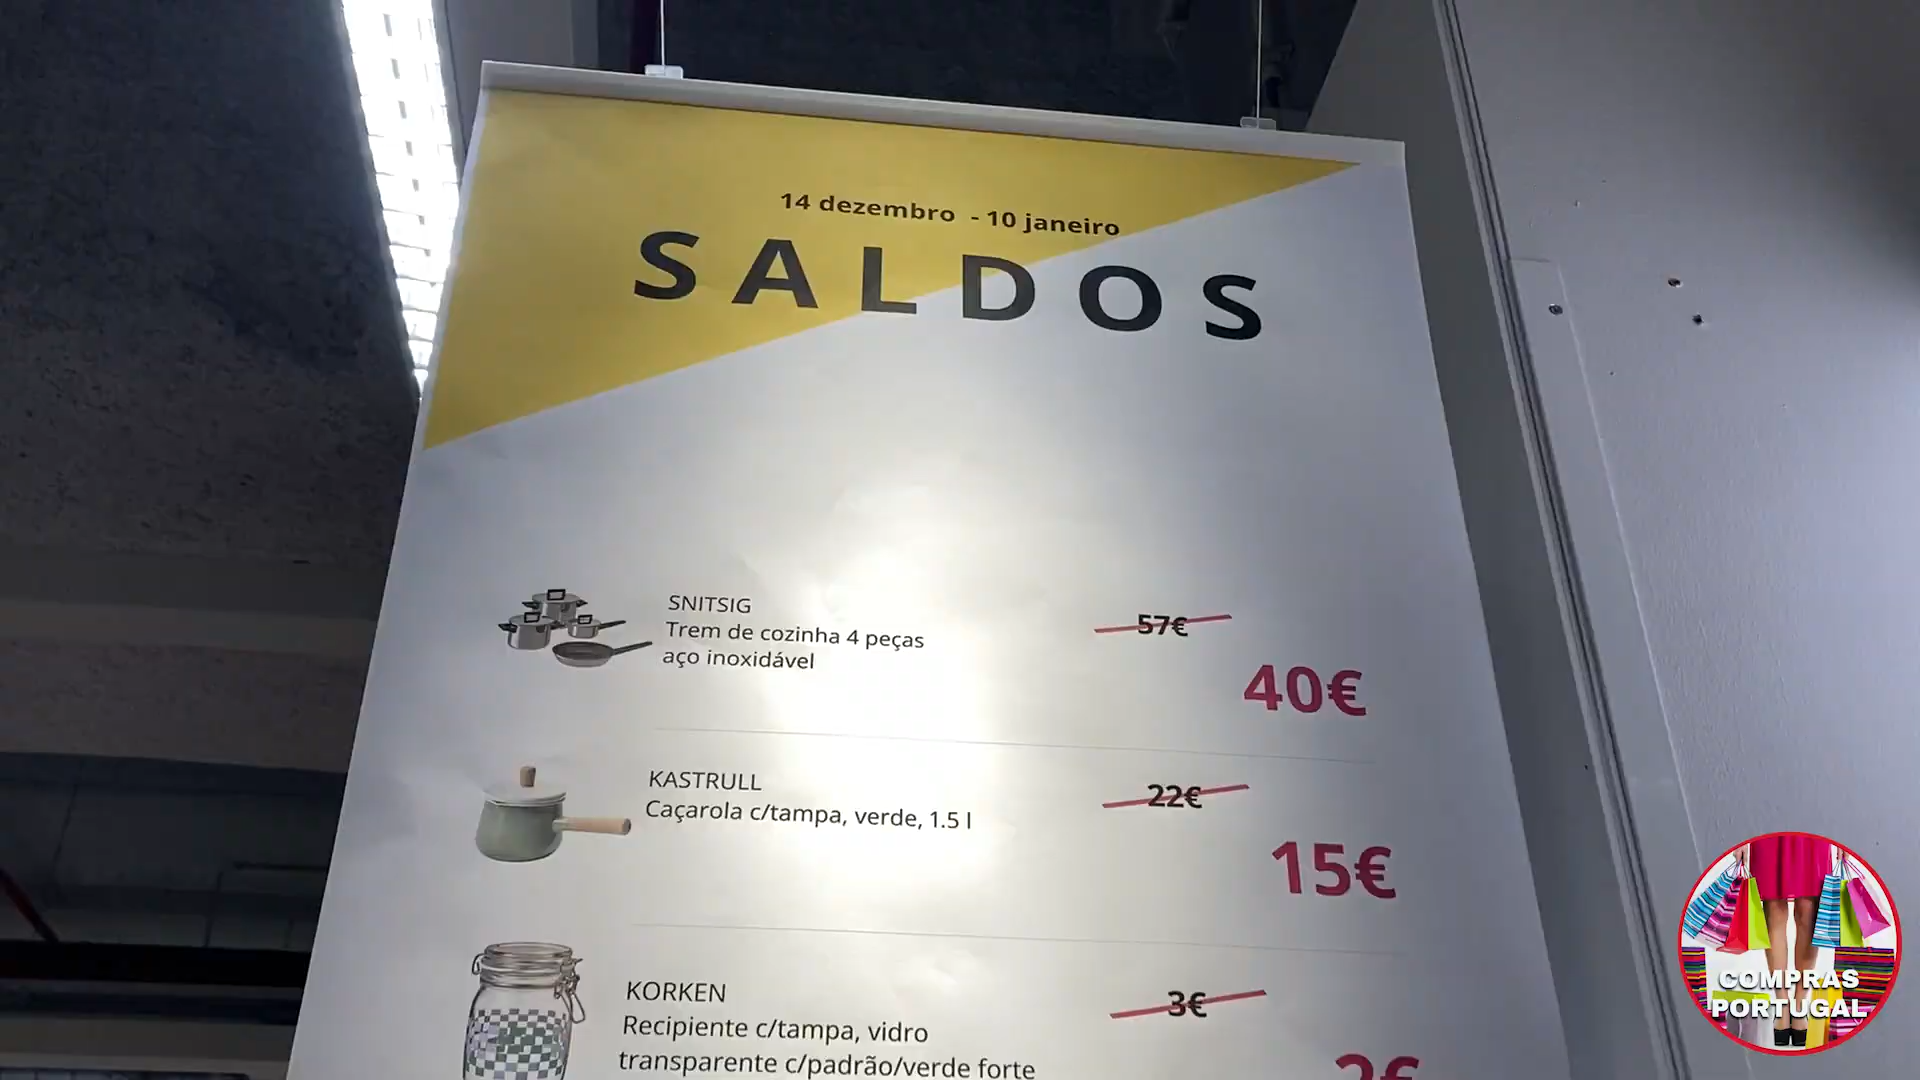 14 dezembro - 10 janeiro
SALDOS
SNITSIG
Trem de cozinha 4 peças
aço inoxidável
57€
40€
KASTRULL
Caçarola c/tampa, verde, 1.5 l
22€
15€
KORKEN
Recipiente c/tampa, vidro
transparente c/padrão/verde forte
3€
2€
COMPRAS
PORTUGAL